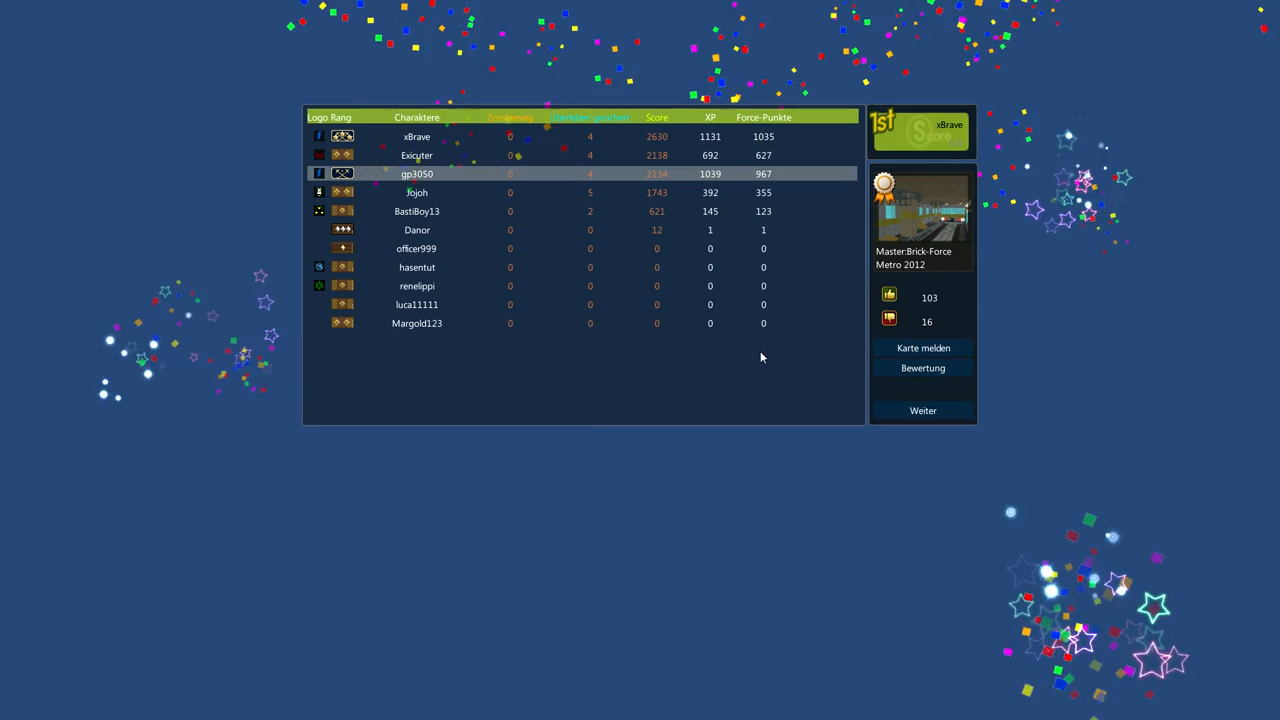 Logo Rang Charaktere Zombiesieg Überleben gesichert Score XP Force-Punkte
xBrave 0 4 2630 1131 1035
Exicuter 0 4 2138 692 627
gp3050 0 4 2134 1039 967
Jojoh 0 5 1743 392 355
BastiBoy13 0 2 621 145 123
Danor 0 0 12 1 1
officer999 0 0 0 0 0
hasentut 0 0 0 0 0
renelippi 0 0 0 0 0
luca11111 0 0 0 0 0
Margold123 0 0 0 0 0
1st xBrave
Score
Master:Brick-Force
Metro 2012
103
16
Karte melden
Bewertung
Weiter